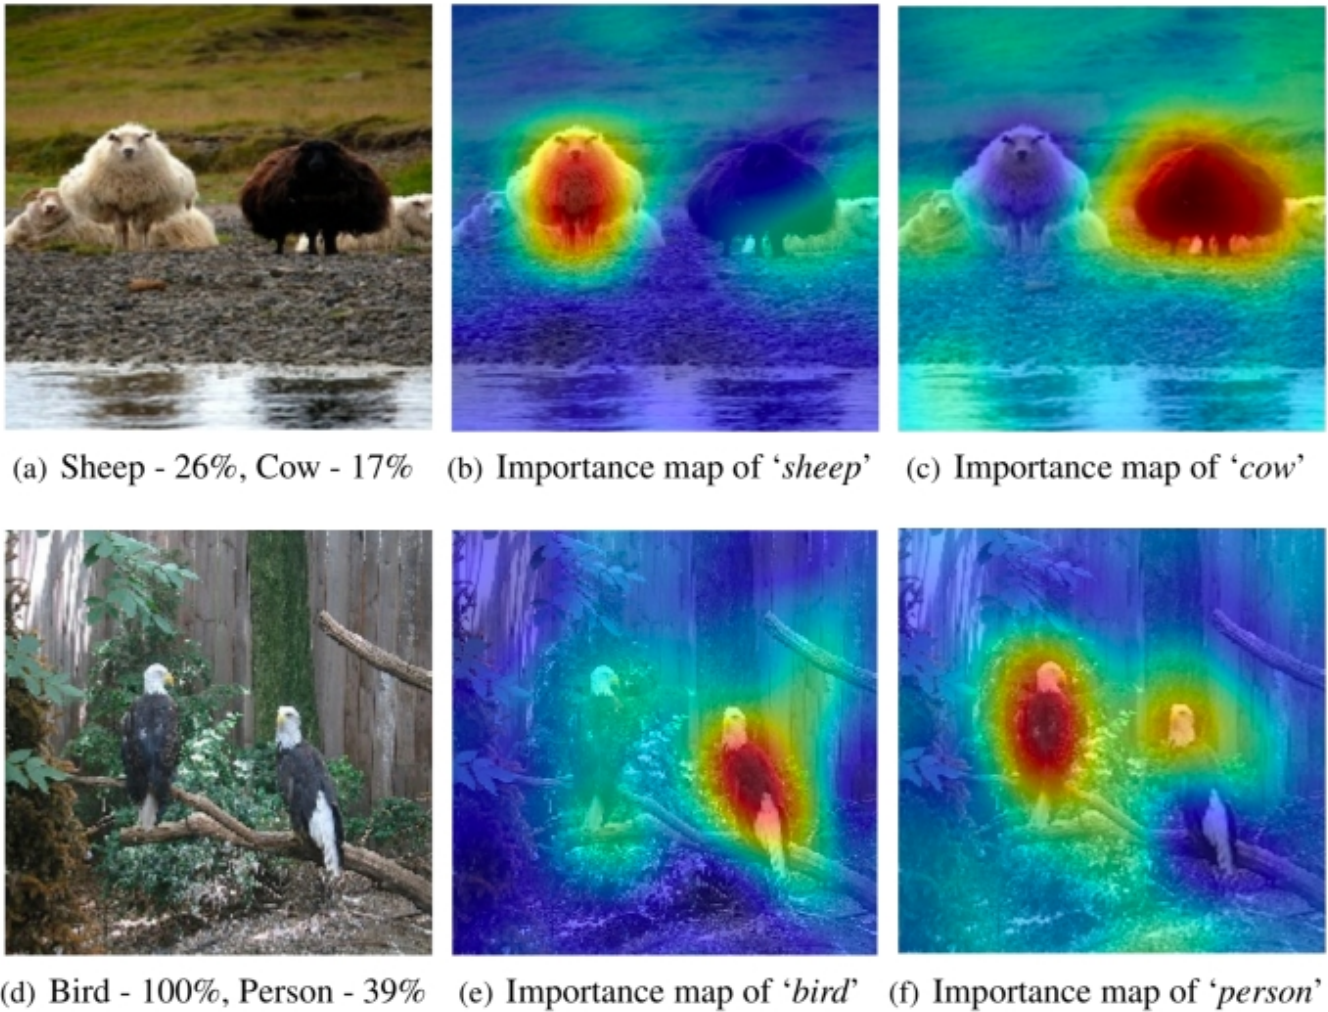 (a) Sheep - 26%, Cow - 17%
(b) Importance map of ‘sheep’
(c) Importance map of ‘cow’
(d) Bird - 100%, Person - 39%
(e) Importance map of ‘bird’
(f) Importance map of ‘person’